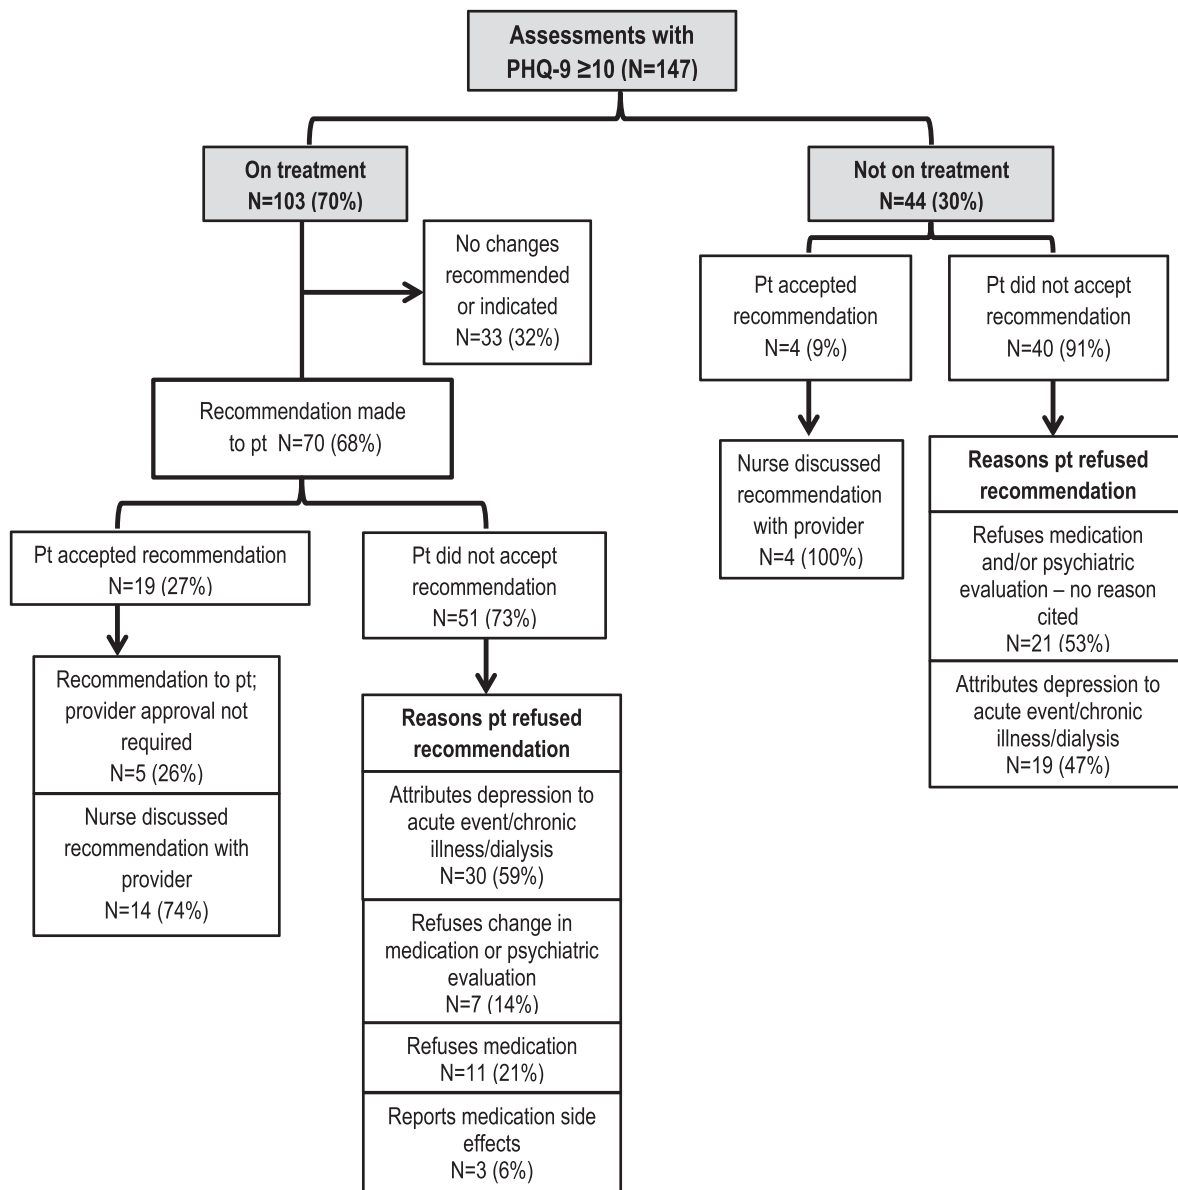 Assessments with
PHQ-9 ≥10 (N=147)
On treatment
N=103 (70%)
Not on treatment
N=44 (30%)
No changes
recommended
or indicated
N=33 (32%)
Recommendation made
to pt N=70 (68%)
Pt accepted recommendation
N=19 (27%)
Recommendation to pt;
provider approval not
required
N=5 (26%)
Nurse discussed
recommendation with
provider
N=14 (74%)
Pt did not accept
recommendation
N=51 (73%)
Reasons pt refused
recommendation
Attributes depression to
acute event/chronic
illness/dialysis
N=30 (59%)
Refuses change in
medication or psychiatric
evaluation
N=7 (14%)
Refuses medication
N=11 (21%)
Reports medication side
effects
N=3 (6%)
Pt accepted
recommendation
N=4 (9%)
Nurse discussed
recommendation
with provider
N=4 (100%)
Pt did not accept
recommendation
N=40 (91%)
Reasons pt refused
recommendation
Refuses medication
and/or psychiatric
evaluation – no reason
cited
N=21 (53%)
Attributes depression to
acute event/chronic
illness/dialysis
N=19 (47%)